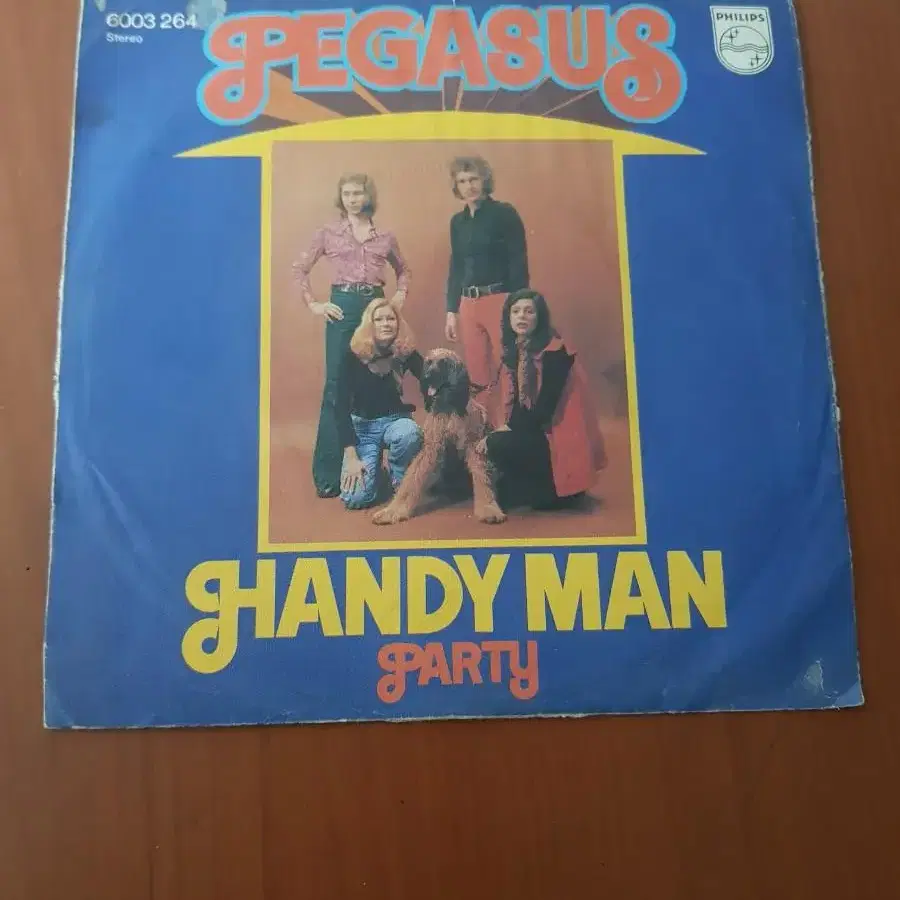 6003 264
Stereo
PEGASUS
PHILIPS
HANDY MAN
PARTY